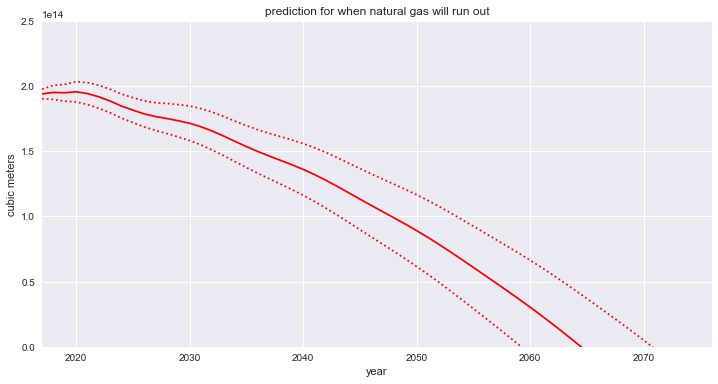 prediction for when natural gas will run out
1e14
2.5
2.0
1.5
1.0
0.5
0.0
cubic meters
2020 2030 2040 2050 2060 2070
year